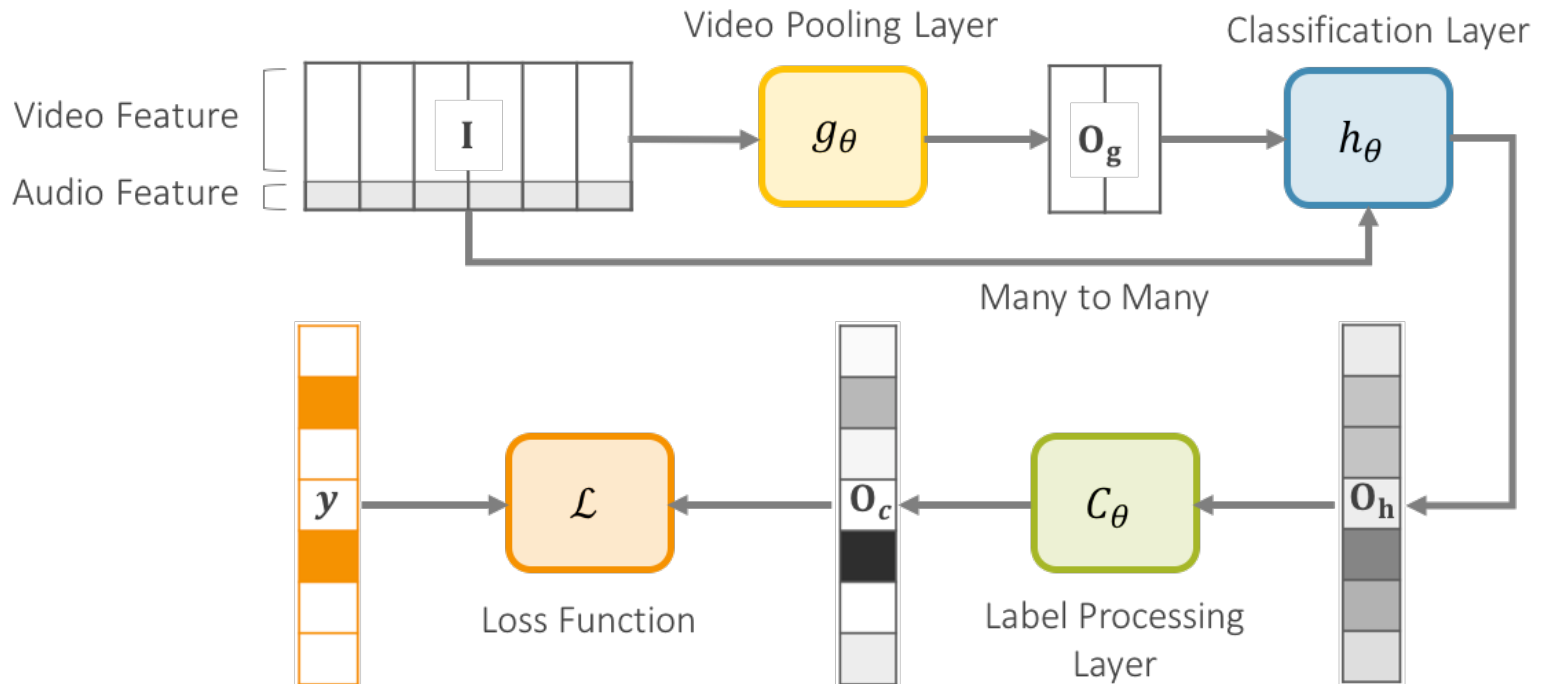 Video Pooling Layer
Classification Layer
Video Feature
Audio Feature
I
g_θ
O_g
h_θ
Many to Many
y
ℒ
O_c
C_θ
O_h
Loss Function
Label Processing
Layer